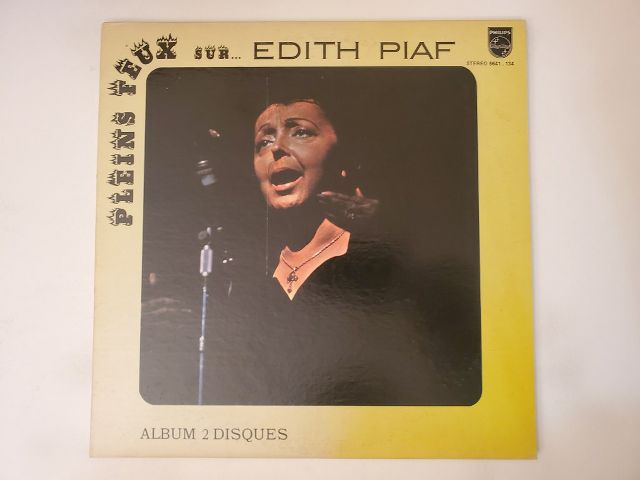 PLEINS FEUX SUR... EDITH PIAF
PHILIPS
STEREO 6641.134
ALBUM 2 DISQUES